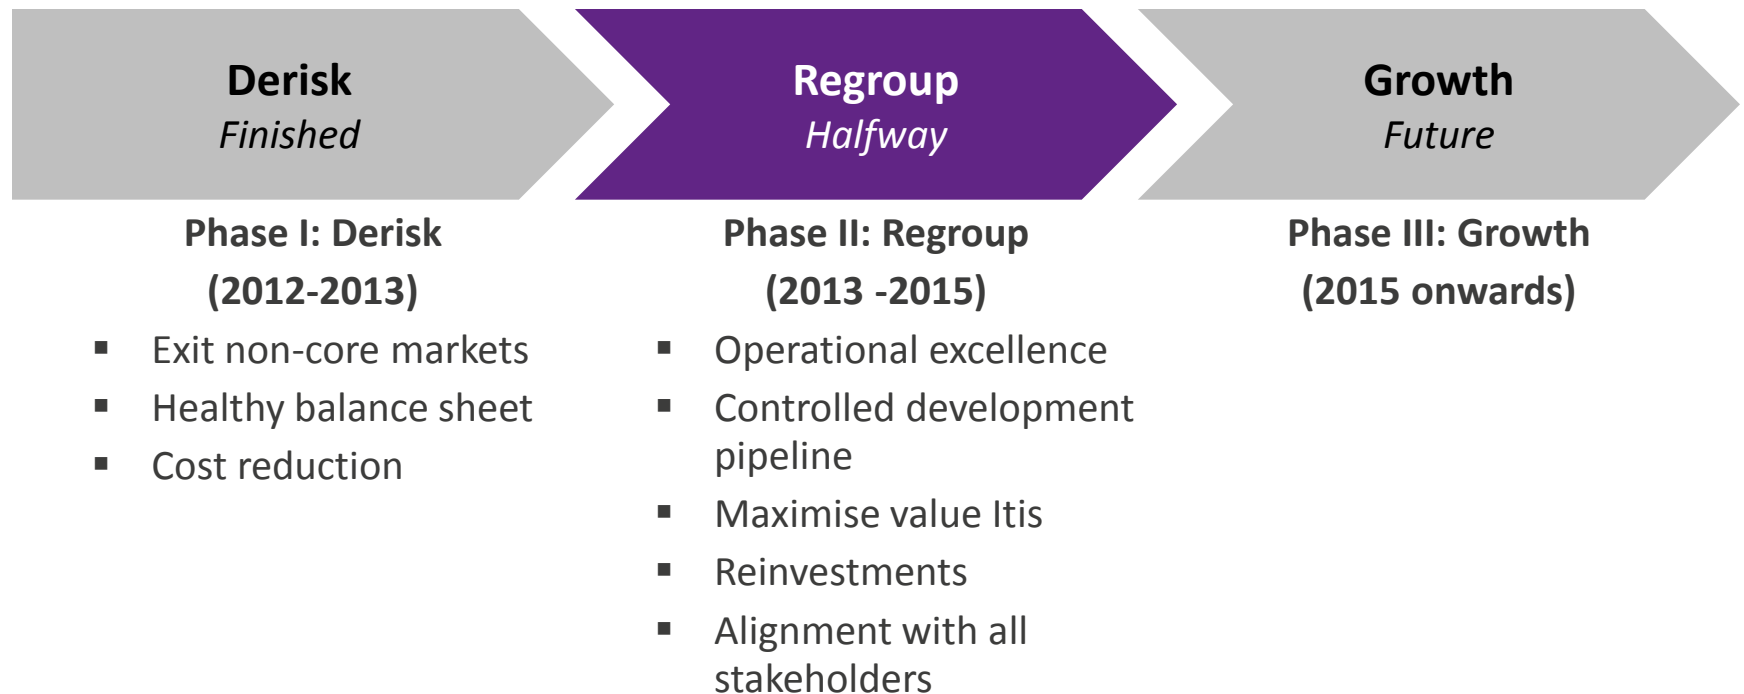 Derisk
Finished
Regroup
Halfway
Growth
Future
Phase I: Derisk
(2012-2013)
▪ Exit non-core markets
▪ Healthy balance sheet
▪ Cost reduction
Phase II: Regroup
(2013 -2015)
▪ Operational excellence
▪ Controlled development
pipeline
▪ Maximise value Itis
▪ Reinvestments
▪ Alignment with all
stakeholders
Phase III: Growth
(2015 onwards)